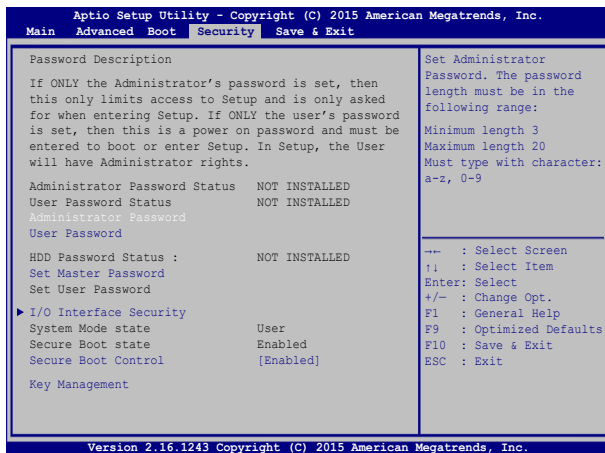 Aptio Setup Utility - Copyright (C) 2015 American Megatrends, Inc.
Main Advanced Boot Security Save & Exit
Password Description
If ONLY the Administrator's password is set, then
this only limits access to Setup and is only asked
for when entering Setup. If ONLY the user's password
is set, then this is a power on password and must be
entered to boot or enter Setup. In Setup, the User
will have Administrator rights.
Administrator Password Status NOT INSTALLED
User Password Status NOT INSTALLED
Administrator Password
User Password
HDD Password Status : NOT INSTALLED
Set Master Password
Set User Password
I/O Interface Security
System Mode state User
Secure Boot state Enabled
Secure Boot Control [Enabled]
Key Management
Set Administrator
Password. The password
length must be in the
following range:
Minimum length 3
Maximum length 20
Must type with character:
a-z, 0-9
→← : Select Screen
↑↓ : Select Item
Enter: Select
+/— : Change Opt.
F1 : General Help
F9 : Optimized Defaults
F10 : Save & Exit
ESC : Exit
Version 2.16.1243 Copyright (C) 2015 American Megatrends, Inc.